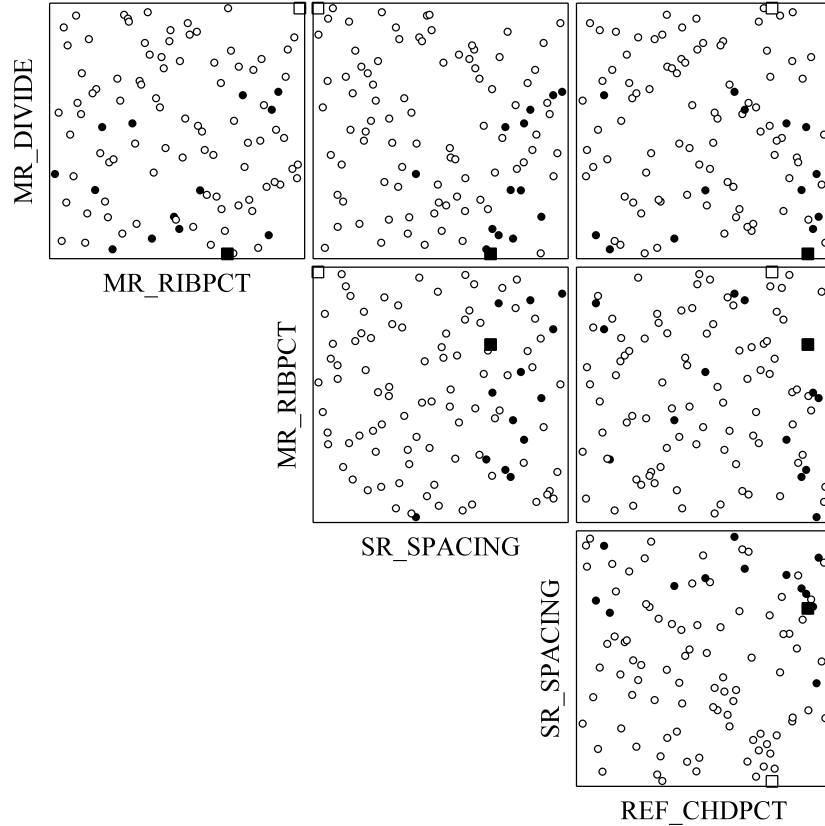 MR_DIVIDE
MR_RIBPCT
MR_RIBPCT
SR_SPACING
SR_SPACING
REF_CHDPCT